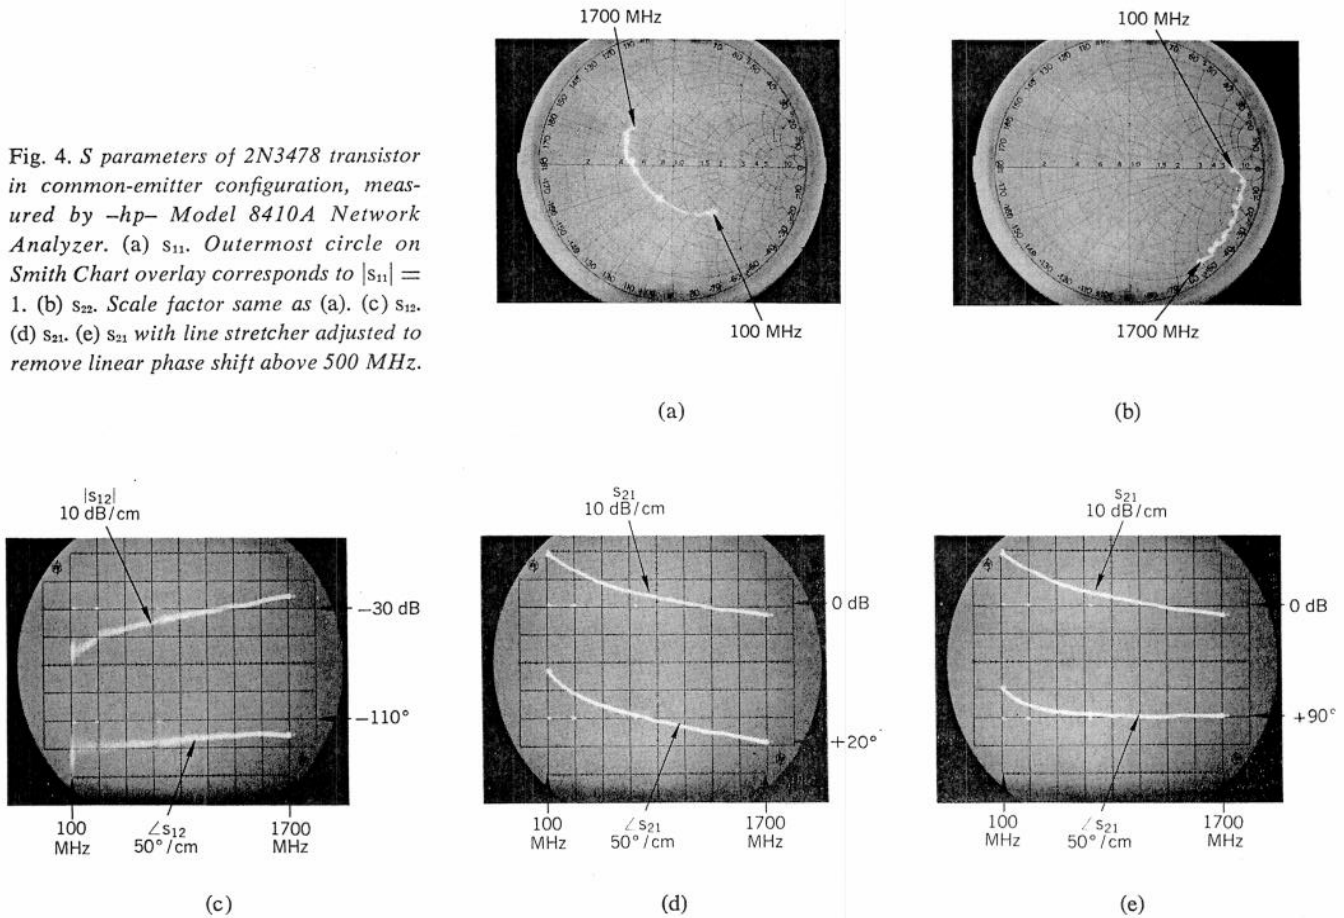 Fig. 4. S parameters of 2N3478 transistor
in common-emitter configuration, meas-
ured by –hp– Model 8410A Network
Analyzer. (a) s₁₁. Outermost circle on
Smith Chart overlay corresponds to |s₁₁| =
1. (b) s₂₂. Scale factor same as (a). (c) s₁₂.
(d) s₂₁. (e) s₂₁ with line stretcher adjusted to
remove linear phase shift above 500 MHz.
1700 MHz
100 MHz
(a)
100 MHz
1700 MHz
(b)
|s₁₂|
10 dB/cm
−30 dB
−110°
100
MHz
∠s₁₂
50°/cm
1700
MHz
(c)
s₂₁
10 dB/cm
0 dB
+20°
100
MHz
∠s₂₁
50°/cm
1700
MHz
(d)
s₂₁
10 dB/cm
0 dB
+90°
100
MHz
∠s₂₁
50°/cm
1700
MHz
(e)